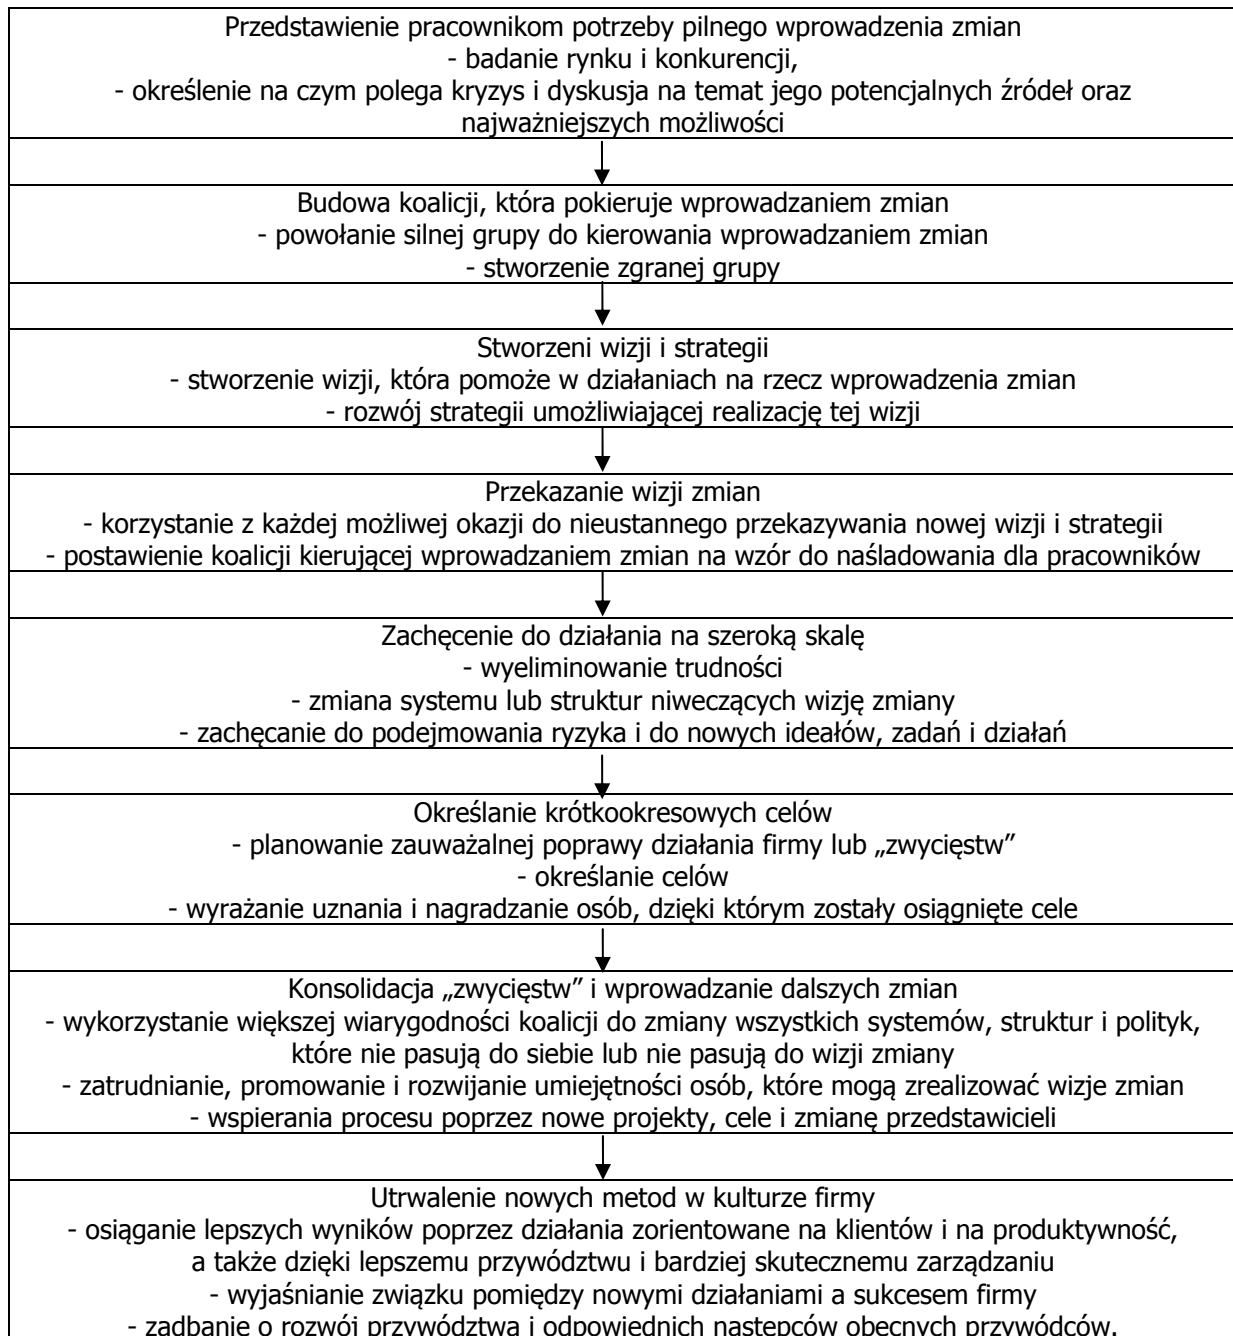 Przedstawienie pracownikom potrzeby pilnego wprowadzenia zmian
- badanie rynku i konkurencji,
- określenie na czym polega kryzys i dyskusja na temat jego potencjalnych źródeł oraz
najważniejszych możliwości
Budowa koalicji, która pokieruje wprowadzaniem zmian
- powołanie silnej grupy do kierowania wprowadzaniem zmian
- stworzenie zgranej grupy
Stworzeni wizji i strategii
- stworzenie wizji, która pomoże w działaniach na rzecz wprowadzenia zmian
- rozwój strategii umożliwiającej realizację tej wizji
Przekazanie wizji zmian
- korzystanie z każdej możliwej okazji do nieustannego przekazywania nowej wizji i strategii
- postawienie koalicji kierującej wprowadzaniem zmian na wzór do naśladowania dla pracowników
Zachęcenie do działania na szeroką skalę
- wyeliminowanie trudności
- zmiana systemu lub struktur niweczących wizję zmiany
- zachęcanie do podejmowania ryzyka i do nowych ideałów, zadań i działań
Określanie krótkookresowych celów
- planowanie zauważalnej poprawy działania firmy lub „zwycięstw”
- określanie celów
- wyrażanie uznania i nagradzanie osób, dzięki którym zostały osiągnięte cele
Konsolidacja „zwycięstw” i wprowadzanie dalszych zmian
- wykorzystanie większej wiarygodności koalicji do zmiany wszystkich systemów, struktur i polityk,
które nie pasują do siebie lub nie pasują do wizji zmiany
- zatrudnianie, promowanie i rozwijanie umiejętności osób, które mogą zrealizować wizje zmian
- wspierania procesu poprzez nowe projekty, cele i zmianę przedstawicieli
Utrwalenie nowych metod w kulturze firmy
- osiąganie lepszych wyników poprzez działania zorientowane na klientów i na produktywność,
a także dzięki lepszemu przywództwu i bardziej skutecznemu zarządzaniu
- wyjaśnianie związku pomiędzy nowymi działaniami a sukcesem firmy
- zadbanie o rozwój przywództwa i odpowiednich następców obecnych przywódców.